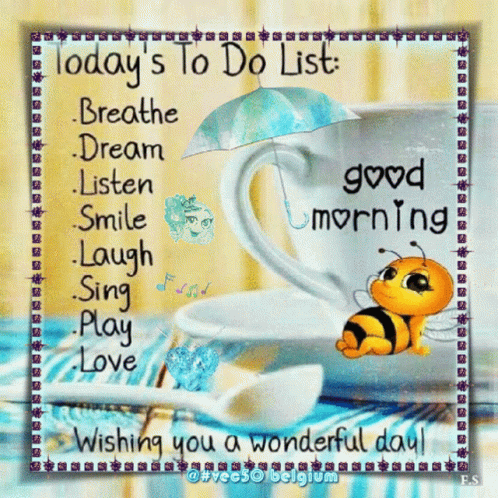 Today's To Do List:
.Breathe
.Dream
.Listen
.Smile
.Laugh
.Sing
.Play
.Love
good
morning
Wishing you a wonderful day!
@#vec50 belgium
E.S